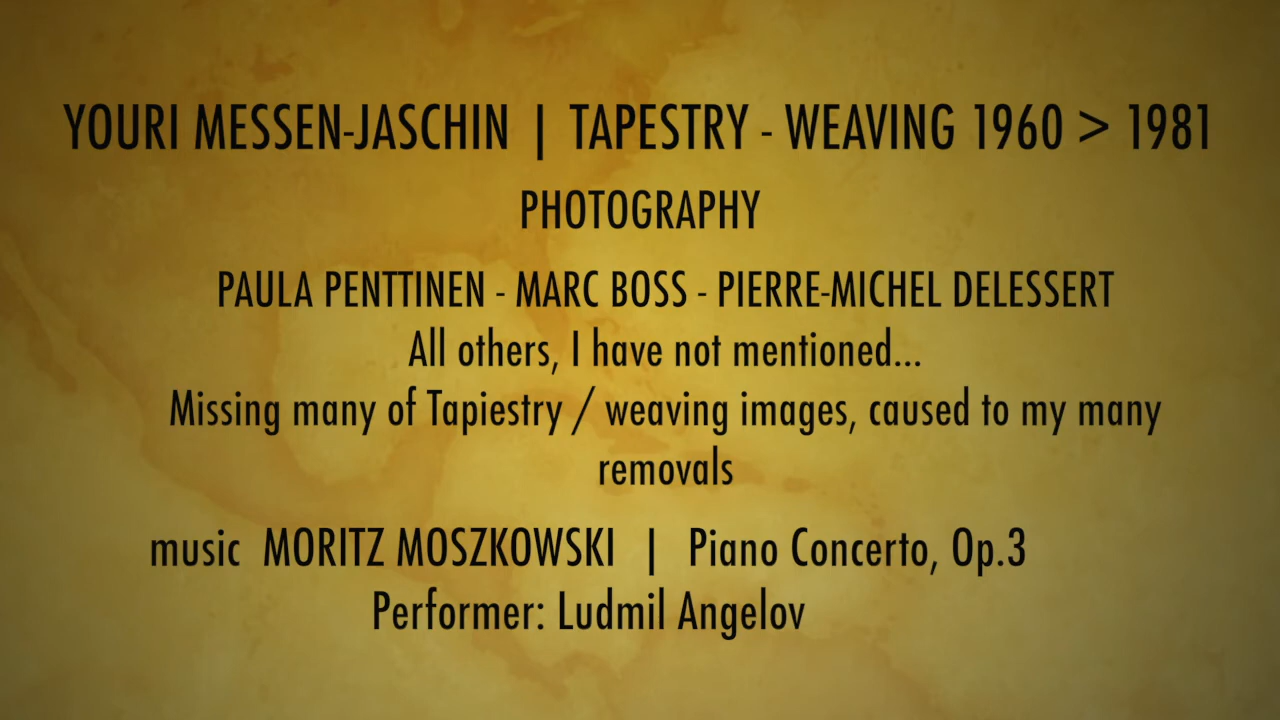 YOURI MESSEN-JASCHIN | TAPESTRY - WEAVING 1960 > 1981
PHOTOGRAPHY
PAULA PENTTINEN - MARC BOSS - PIERRE-MICHEL DELESSERT
All others, I have not mentioned...
Missing many of Tapiestry / weaving images, caused to my many
removals
music MORITZ MOSZKOWSKI | Piano Concerto, Op.3
Performer: Ludmil Angelov